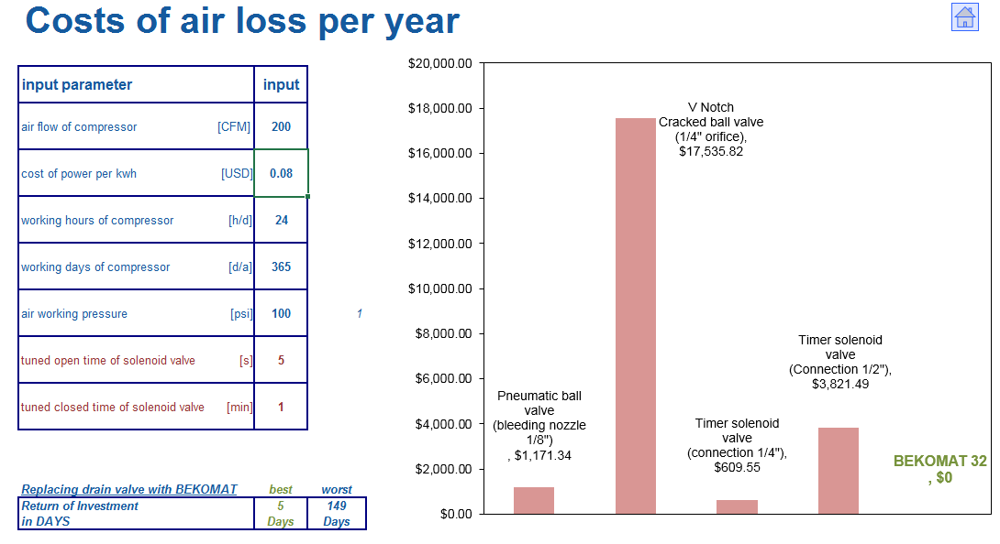 Costs of air loss per year
input parameter input
air flow of compressor [CFM] 200
cost of power per kwh [USD] 0.08
working hours of compressor [h/d] 24
working days of compressor [d/a] 365
air working pressure [psi] 100
1
tuned open time of solenoid valve [s] 5
tuned closed time of solenoid valve [min] 1
Replacing drain valve with BEKOMAT best worst
Return of Investment 5 149
in DAYS Days Days
$20,000.00
$18,000.00
$16,000.00
$14,000.00
$12,000.00
$10,000.00
$8,000.00
$6,000.00
$4,000.00
$2,000.00
$0.00
Pneumatic ball
valve
(bleeding nozzle
1/8")
, $1,171.34
V Notch
Cracked ball valve
(1/4" orifice),
$17,535.82
Timer solenoid
valve
(connection 1/4"),
$609.55
Timer solenoid
valve
(Connection 1/2"),
$3,821.49
BEKOMAT 32
, $0